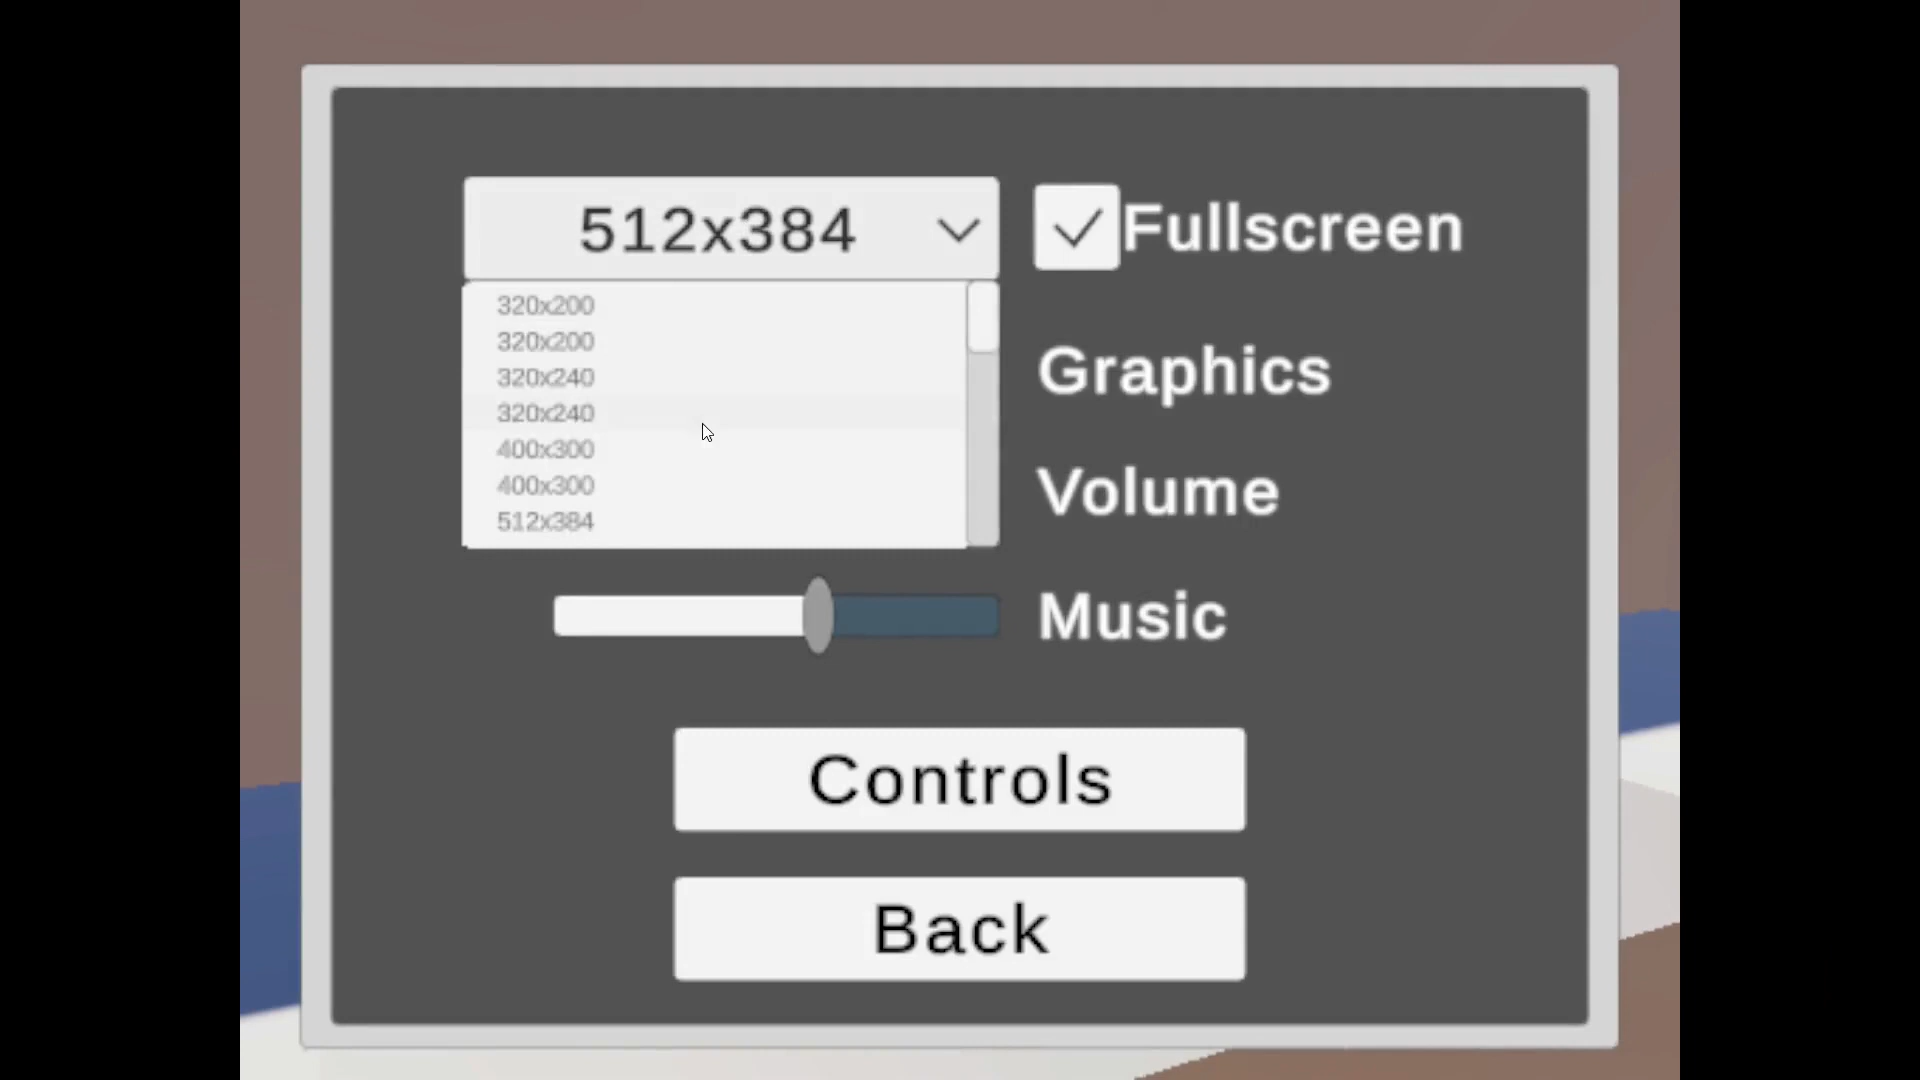 512x384
Fullscreen
320x200
320x200
320x240
320x240
400x300
400x300
512x384
Graphics
Volume
Music
Controls
Back